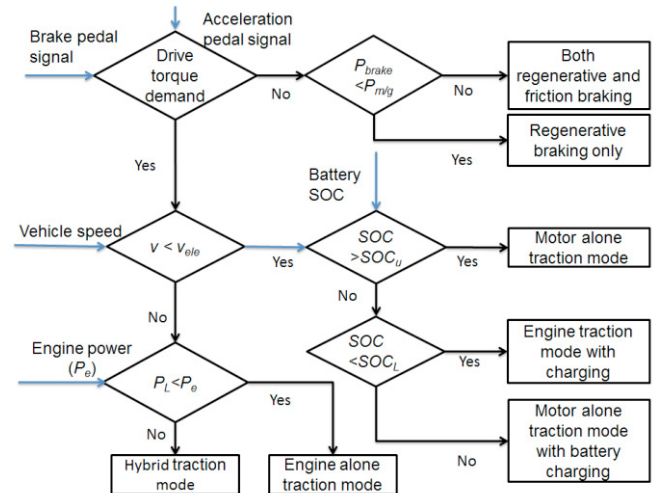 Brake pedal
signal
Acceleration
pedal signal
Drive
torque
demand
No
P_brake
<P_m/g
No
Both
regenerative and
friction braking
Yes
Regenerative
braking only
Yes
Battery
SOC
Vehicle speed
v < v_ele
Yes
SOC
>SOC_u
Yes
Motor alone
traction mode
No
No
Engine power
(P_e)
P_L<P_e
Yes
No
SOC
<SOC_L
Yes
Engine traction
mode with
charging
No
Motor alone
traction mode
with battery
charging
Hybrid traction
mode
Engine alone
traction mode